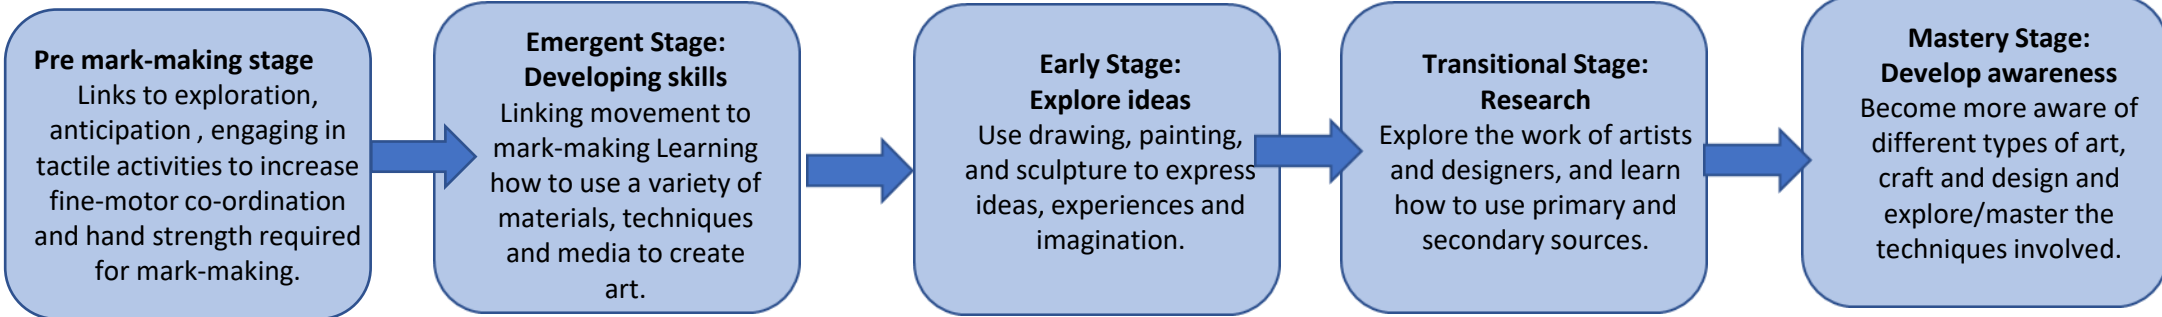 Pre mark-making stage
Links to exploration,
anticipation , engaging in
tactile activities to increase
fine-motor co-ordination
and hand strength required
for mark-making.
Emergent Stage:
Developing skills
Linking movement to
mark-making Learning
how to use a variety of
materials, techniques
and media to create
art.
Early Stage:
Explore ideas
Use drawing, painting,
and sculpture to express
ideas, experiences and
imagination.
Transitional Stage:
Research
Explore the work of artists
and designers, and learn
how to use primary and
secondary sources.
Mastery Stage:
Develop awareness
Become more aware of
different types of art,
craft and design and
explore/master the
techniques involved.